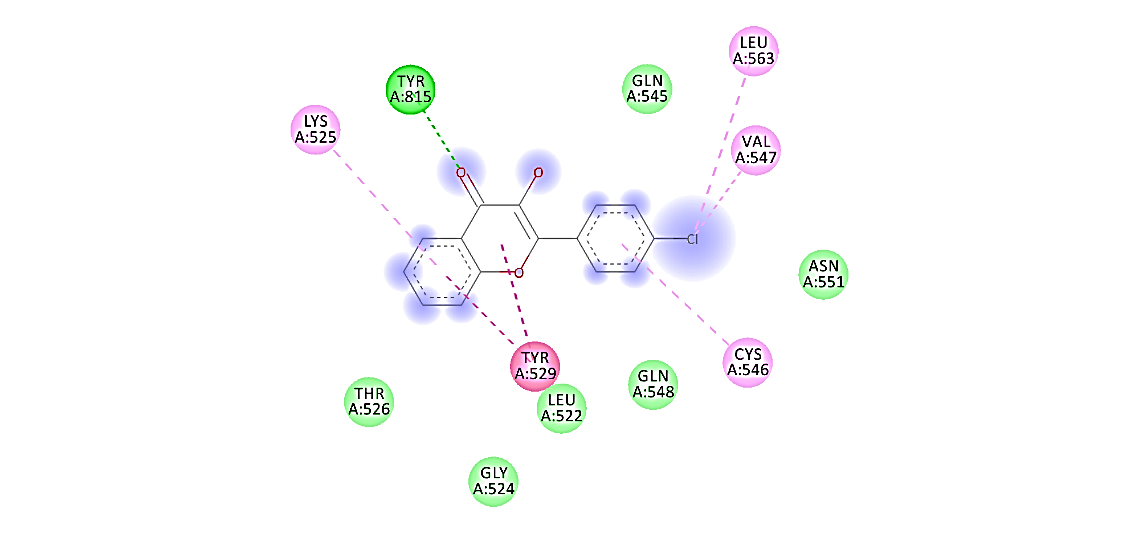 LEU
A:563
TYR
A:815
GLN
A:545
LYS
A:525
VAL
A:547
O
O
Cl
O
ASN
A:551
TYR
A:529
CYS
A:546
GLN
A:548
THR
A:526
LEU
A:522
GLY
A:524